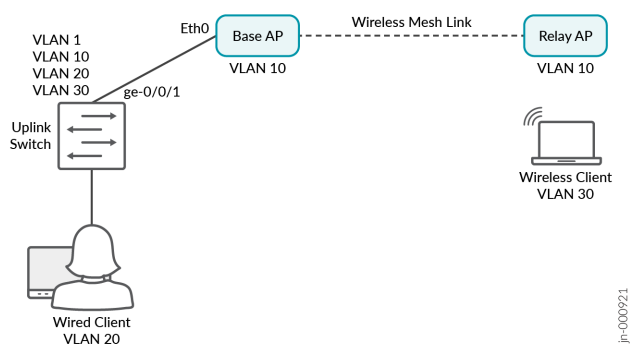 Wireless Mesh Link
Eth0
Base AP
Relay AP
VLAN 1
VLAN 10
VLAN 20
VLAN 30
VLAN 10
VLAN 10
ge-0/0/1
Uplink
Switch
Wireless Client
VLAN 30
Wired Client
VLAN 20
jn-000921